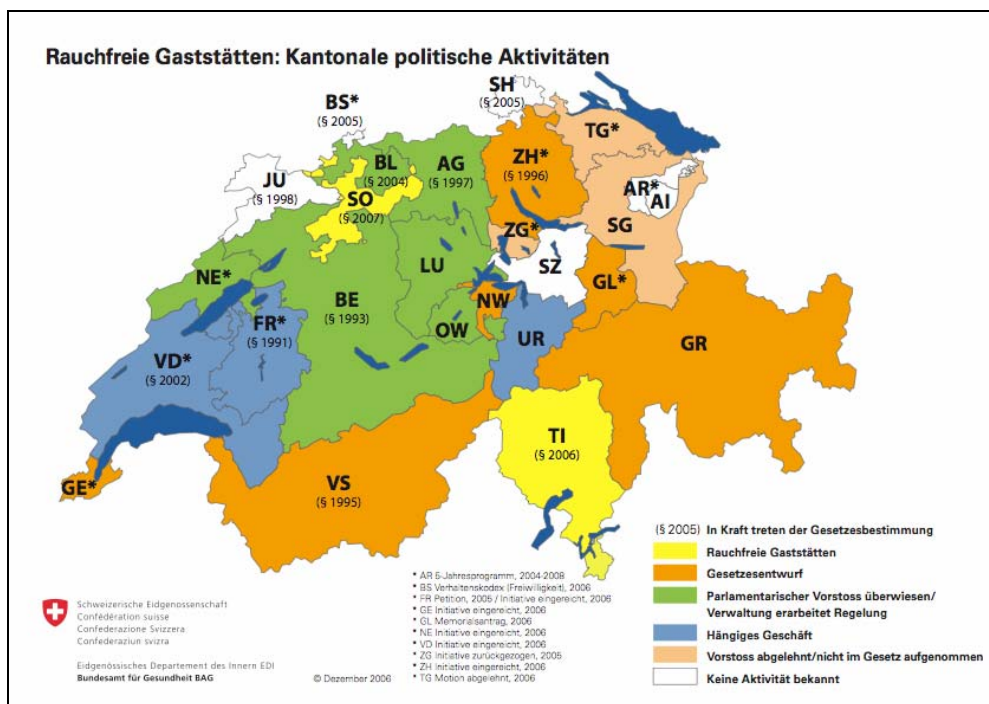 Rauchfreie Gaststätten: Kantonale politische Aktivitäten
SH
(§ 2005)
BS*
(§ 2005)
TG*
BL
(§ 2004)
AG
(§ 1997)
ZH*
(§ 1996)
JU
(§ 1998)
SO
(§ 2007)
AR*
AI
ZG*
SG
LU
SZ
NE*
GL*
BE
(§ 1993)
NW
FR*
(§ 1991)
OW
UR
GR
VD*
(§ 2002)
TI
(§ 2006)
VS
(§ 1995)
GE*
(§ 2005) In Kraft treten der Gesetzesbestimmung
Rauchfreie Gaststätten
Gesetzesentwurf
Parlamentarischer Vorstoss überwiesen/
Verwaltung erarbeitet Regelung
Hängiges Geschäft
Vorstoss abgelehnt/nicht im Gesetz aufgenommen
Keine Aktivität bekannt
* AR 5-Jahresprogramm, 2004-2008
* BS Verhaltenskodex (Freiwilligkeit), 2006
* FR Petition, 2005 / Initiative eingereicht, 2006
* GE Initiative eingereicht, 2006
* GL Memorialsantrag, 2006
* NE Initiative eingereicht, 2006
* VD Initiative eingereicht, 2006
* ZG Initiative zurückgezogen, 2005
* ZH Initiative eingereicht, 2006
* TG Motion abgelehnt, 2006
Schweizerische Eidgenossenschaft
Confédération suisse
Confederazione Svizzera
Confederaziun svizra
Eidgenössisches Departement des Innern EDI
Bundesamt für Gesundheit BAG
© Dezember 2006